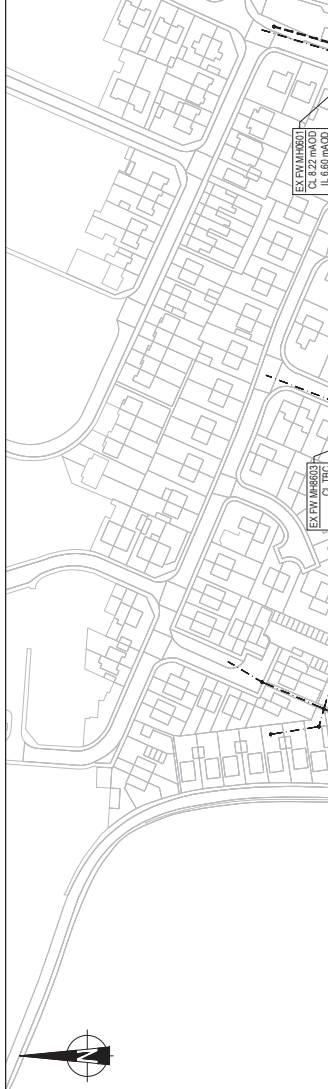 EX FW MH0601
CL 8.22 mAOD
IL 6.60 mAOD
EX FW MH8603
CL TBC
N